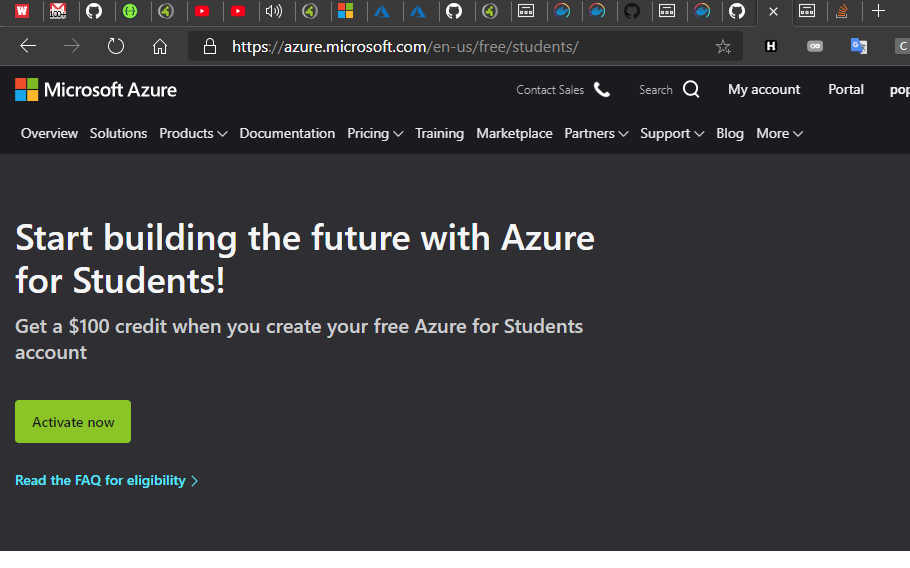 https://azure.microsoft.com/en-us/free/students/
Microsoft Azure
Contact Sales Search My account Portal pop
Overview Solutions Products Documentation Pricing Training Marketplace Partners Support Blog More
Start building the future with Azure
for Students!
Get a $100 credit when you create your free Azure for Students
account
Activate now
Read the FAQ for eligibility